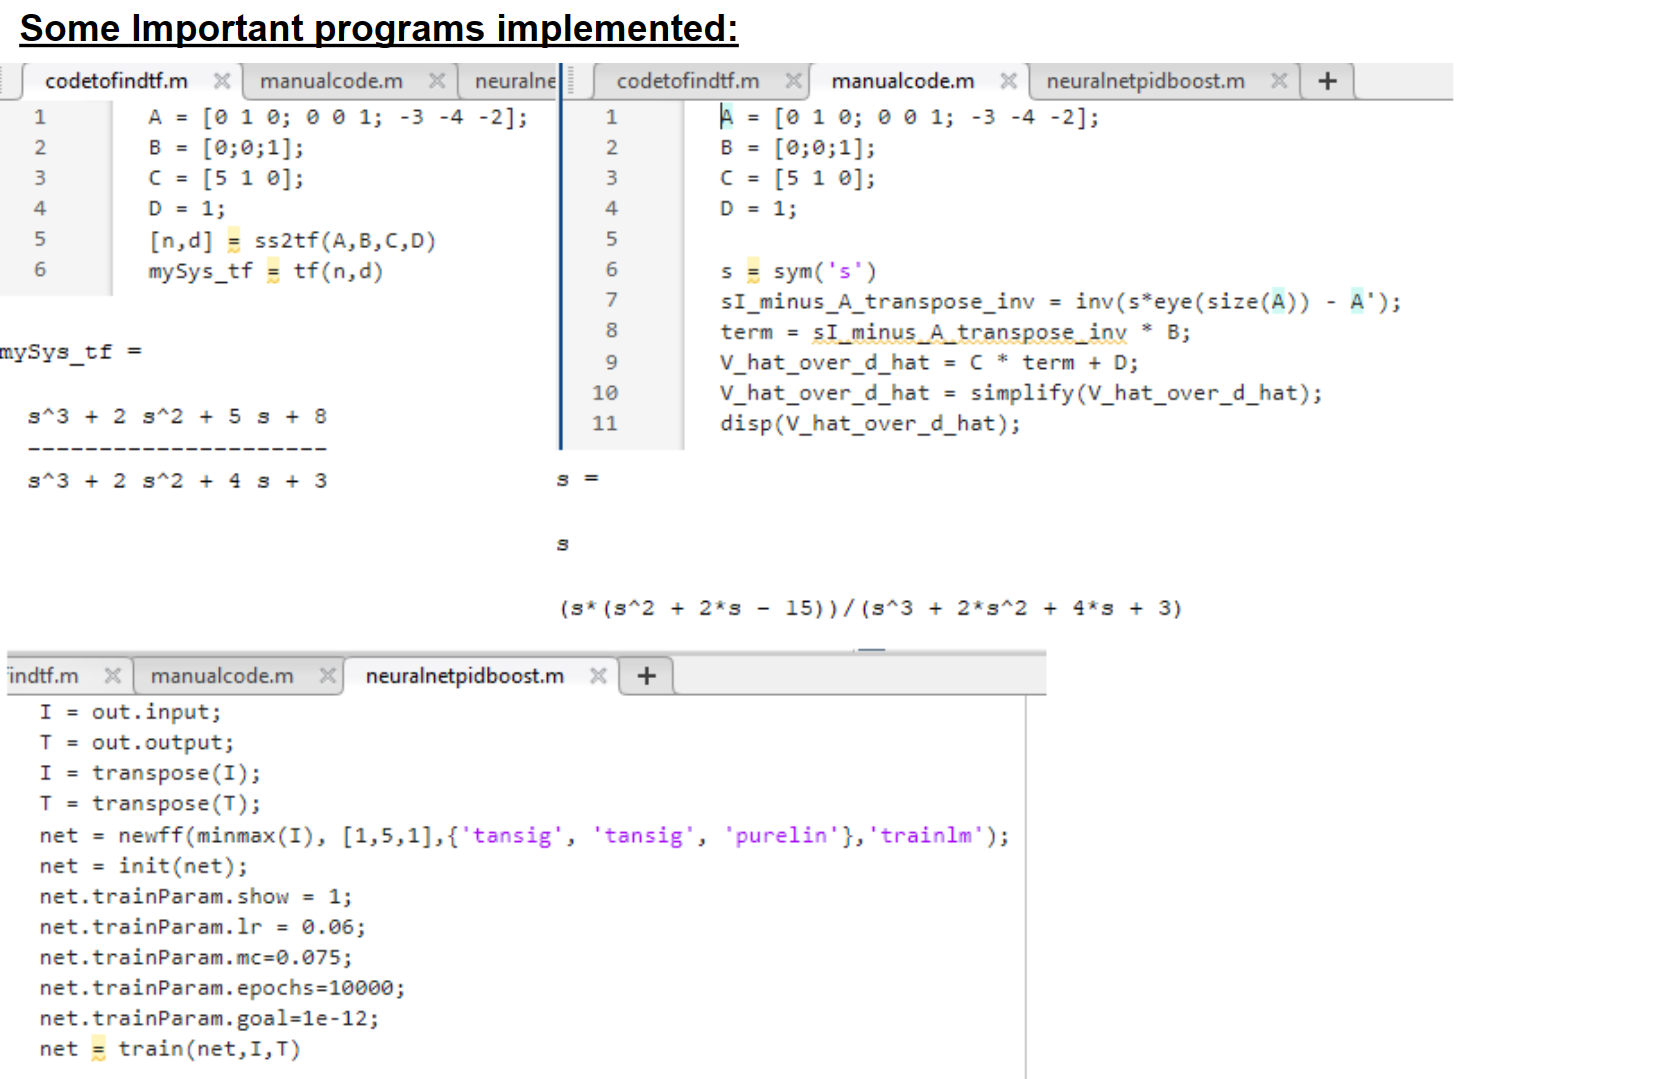 Some Important programs implemented:
codetofindtf.m manualcode.m neuralne
1 A = [0 1 0; 0 0 1; -3 -4 -2];
2 B = [0;0;1];
3 C = [5 1 0];
4 D = 1;
5 [n,d] = ss2tf(A,B,C,D)
6 mySys_tf = tf(n,d)
mySys_tf =
s^3 + 2 s^2 + 5 s + 8
-----------------------
s^3 + 2 s^2 + 4 s + 3
codetofindtf.m manualcode.m neuralnetpidboost.m +
1 A = [0 1 0; 0 0 1; -3 -4 -2];
2 B = [0;0;1];
3 C = [5 1 0];
4 D = 1;
5
6 s = sym('s')
7 sI_minus_A_transpose_inv = inv(s*eye(size(A)) - A');
8 term = sI_minus_A_transpose_inv * B;
9 V_hat_over_d_hat = C * term + D;
10 V_hat_over_d_hat = simplify(V_hat_over_d_hat);
11 disp(V_hat_over_d_hat);
s =
s
(s*(s^2 + 2*s - 15))/(s^3 + 2*s^2 + 4*s + 3)
indtf.m manualcode.m neuralnetpidboost.m +
I = out.input;
T = out.output;
I = transpose(I);
T = transpose(T);
net = newff(minmax(I), [1,5,1],{'tansig', 'tansig', 'purelin'},'trainlm');
net = init(net);
net.trainParam.show = 1;
net.trainParam.lr = 0.06;
net.trainParam.mc=0.075;
net.trainParam.epochs=10000;
net.trainParam.goal=1e-12;
net = train(net,I,T)